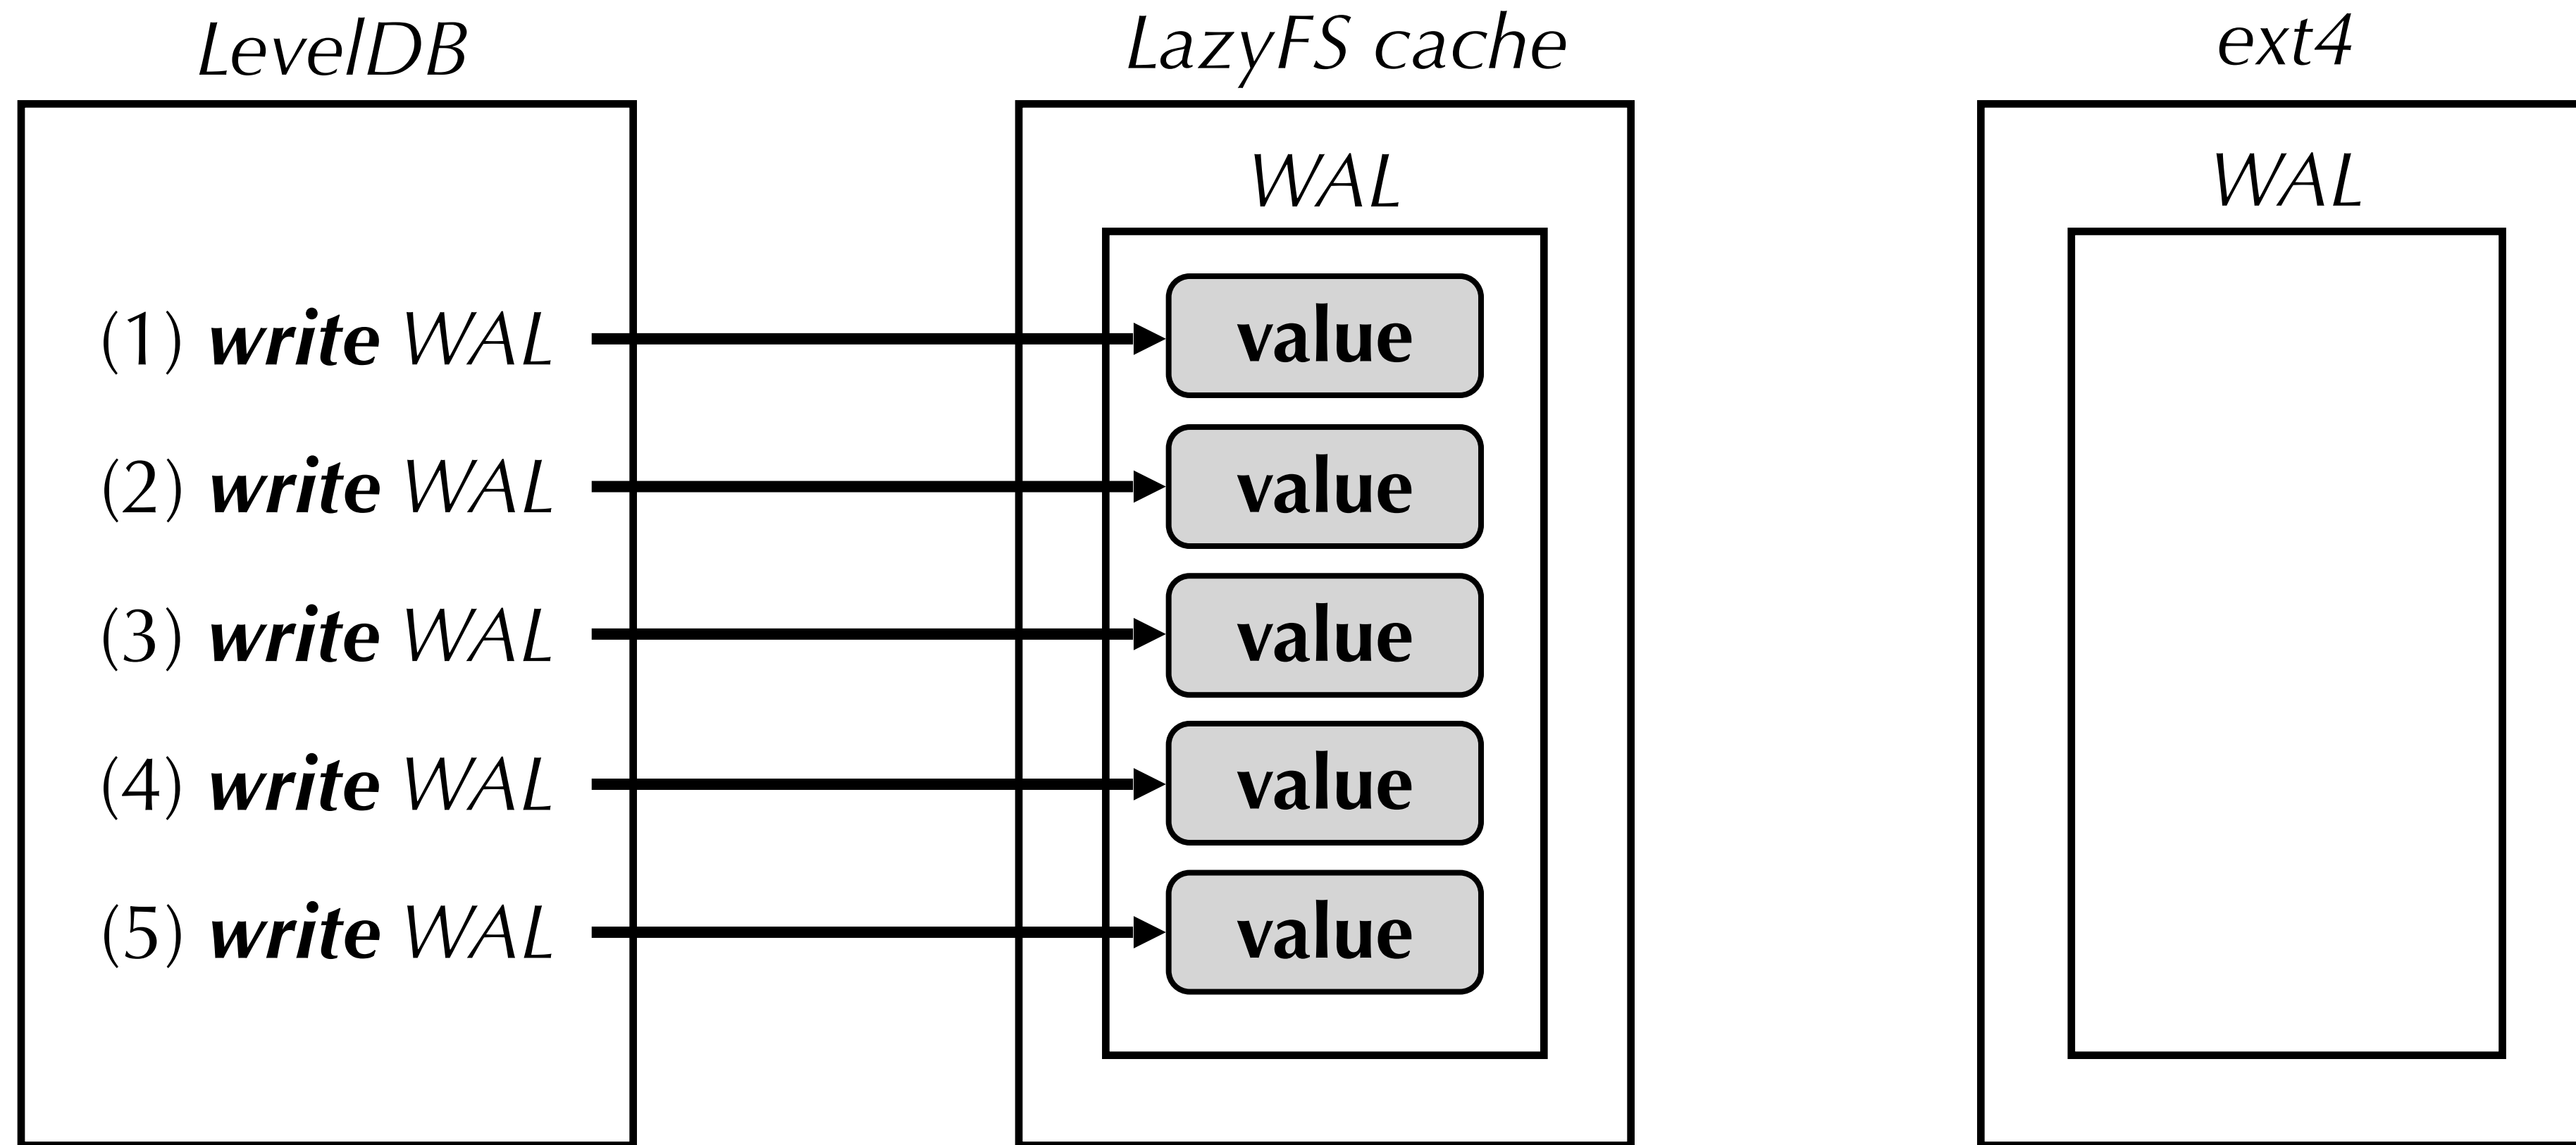 LevelDB
LazyFS cache
ext4
WAL
WAL
(1) write WAL
value
(2) write WAL
value
(3) write WAL
value
(4) write WAL
value
(5) write WAL
value